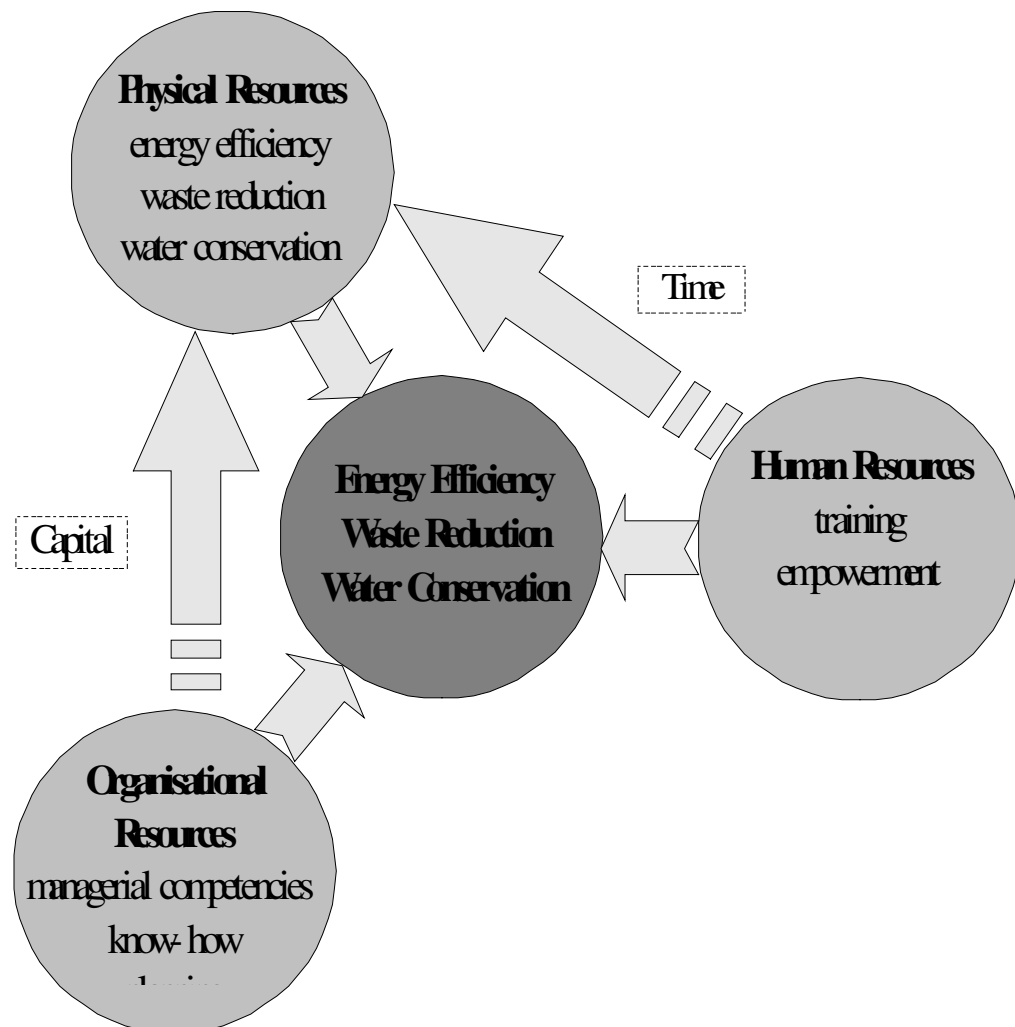 Physical Resources
energy efficiency
waste reduction
water conservation
Time
Energy Efficiency
Waste Reduction
Water Conservation
Human Resources
training
empowerment
Capital
Organisational
Resources
managerial competencies
know-how